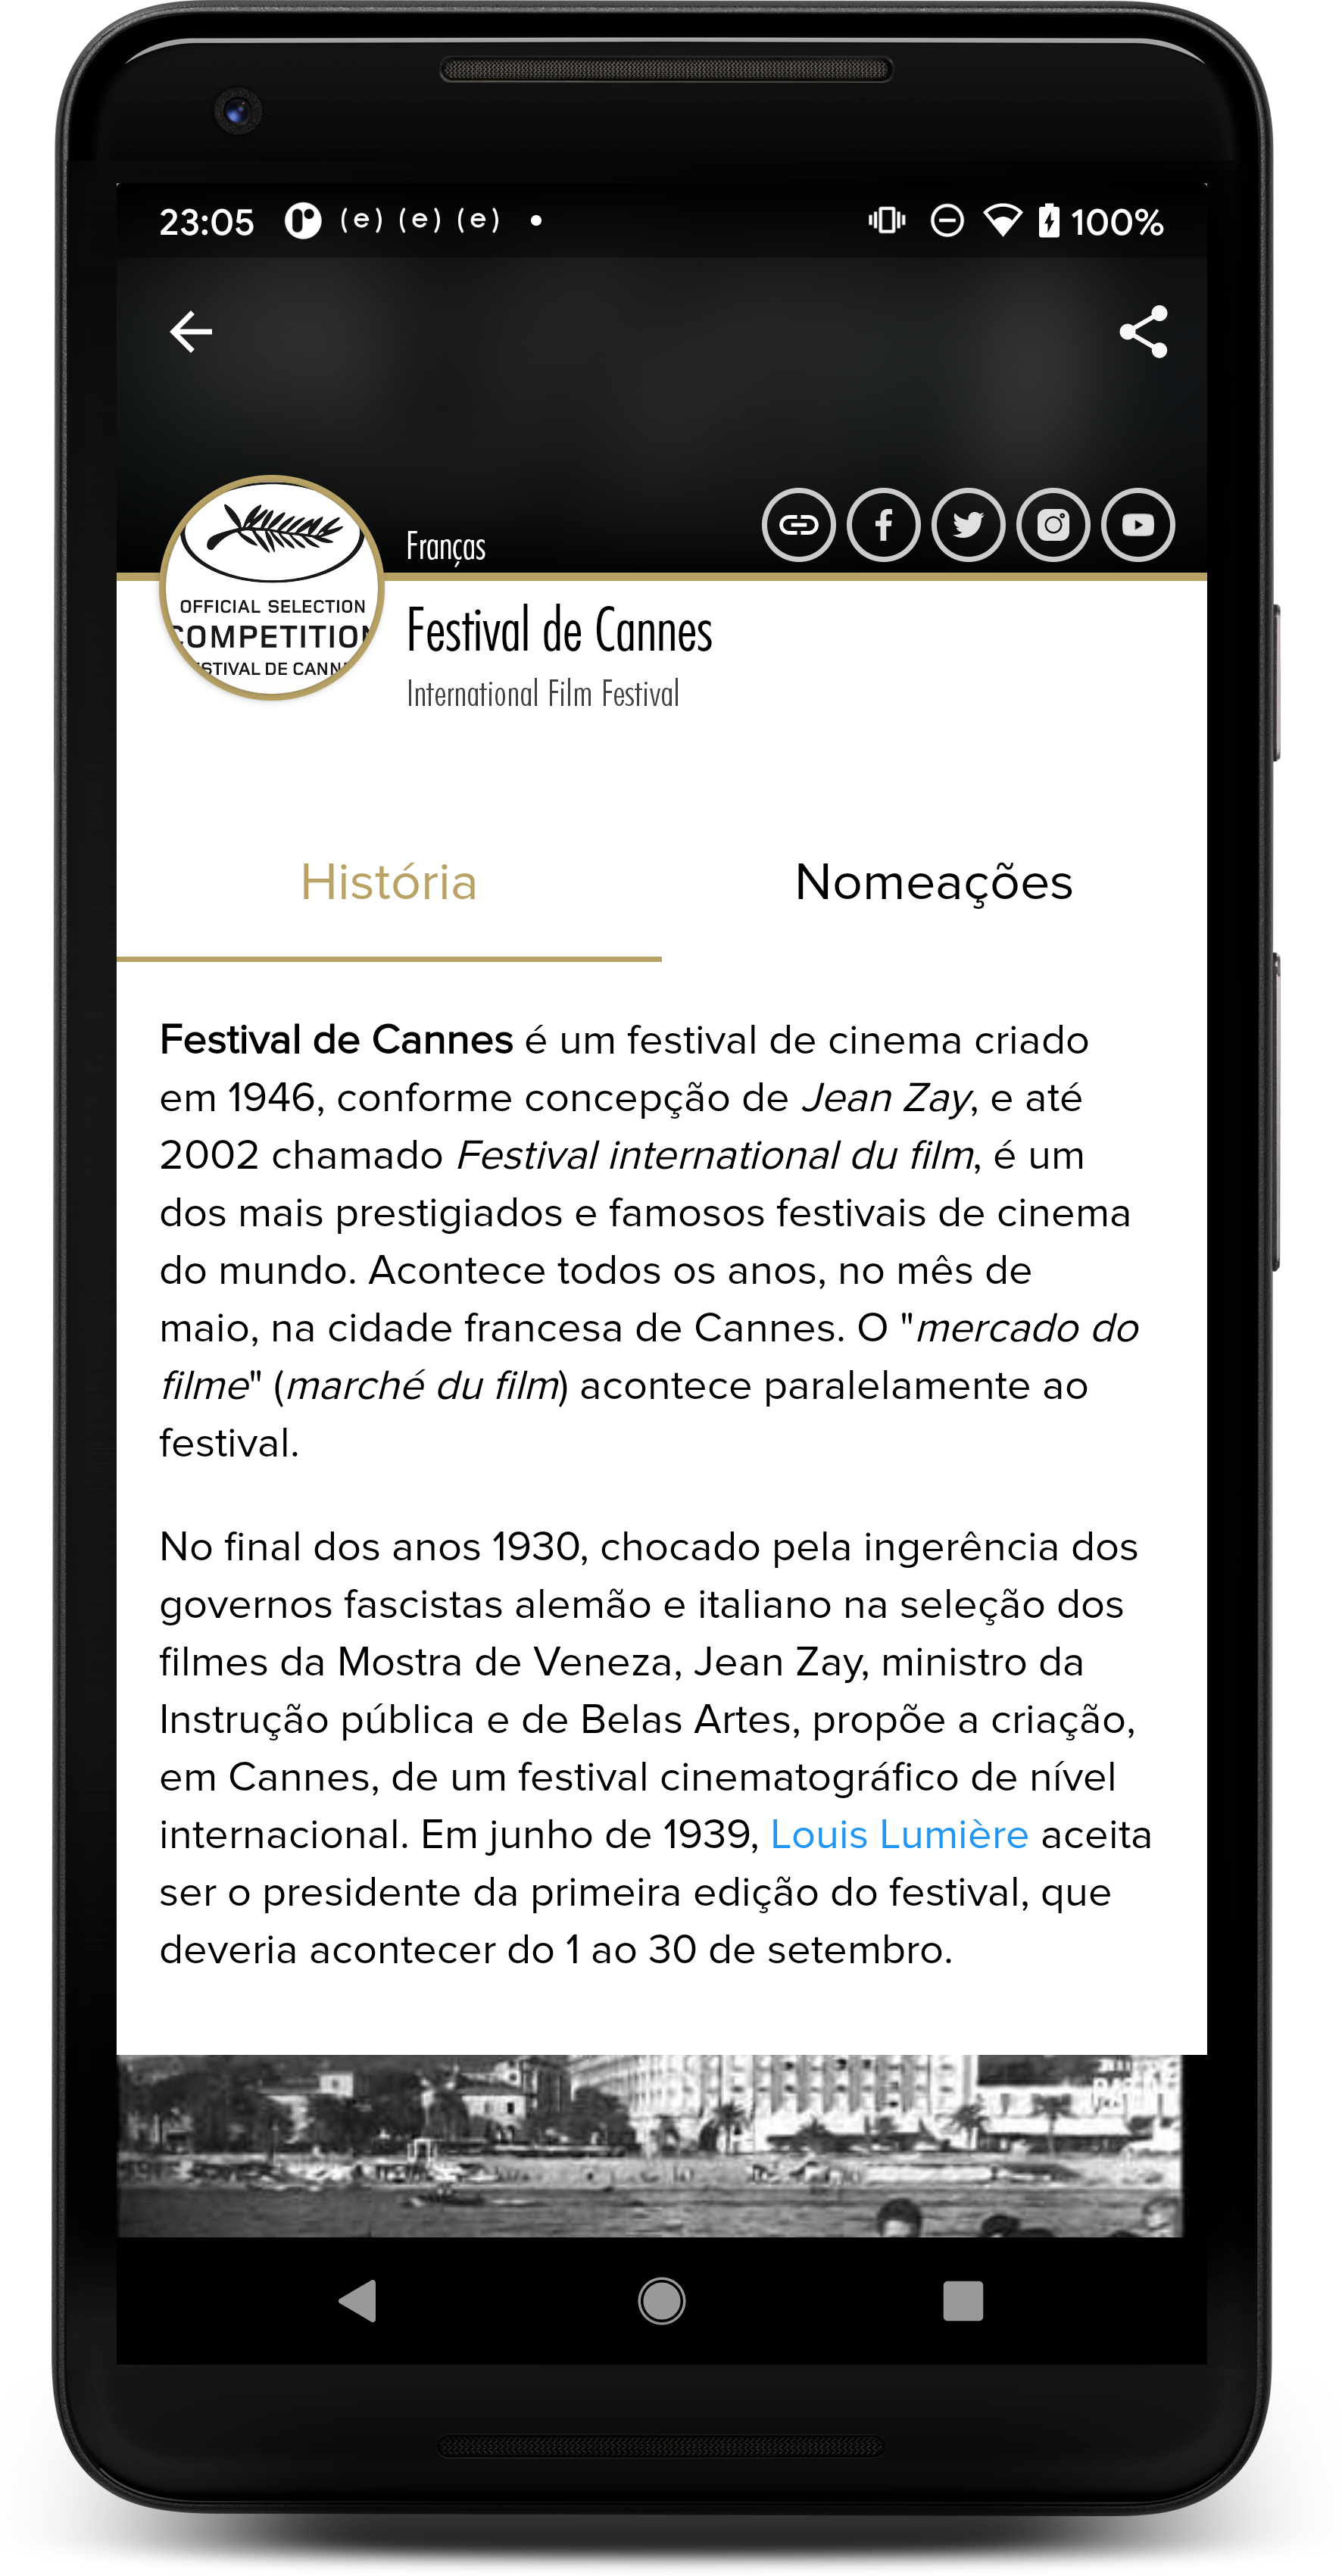 23:05 (e) (e) (e) 100%
Franças
OFFICIAL SELECTION
COMPETITION
STIVAL DE CANN
Festival de Cannes
International Film Festival
História Nomeações
Festival de Cannes é um festival de cinema criado
em 1946, conforme concepção de Jean Zay, e até
2002 chamado Festival international du film, é um
dos mais prestigiados e famosos festivais de cinema
do mundo. Acontece todos os anos, no mês de
maio, na cidade francesa de Cannes. O "mercado do
filme" (marché du film) acontece paralelamente ao
festival.
No final dos anos 1930, chocado pela ingerência dos
governos fascistas alemão e italiano na seleção dos
filmes da Mostra de Veneza, Jean Zay, ministro da
Instrução pública e de Belas Artes, propõe a criação,
em Cannes, de um festival cinematográfico de nível
internacional. Em junho de 1939, Louis Lumière aceita
ser o presidente da primeira edição do festival, que
deveria acontecer do 1 ao 30 de setembro.